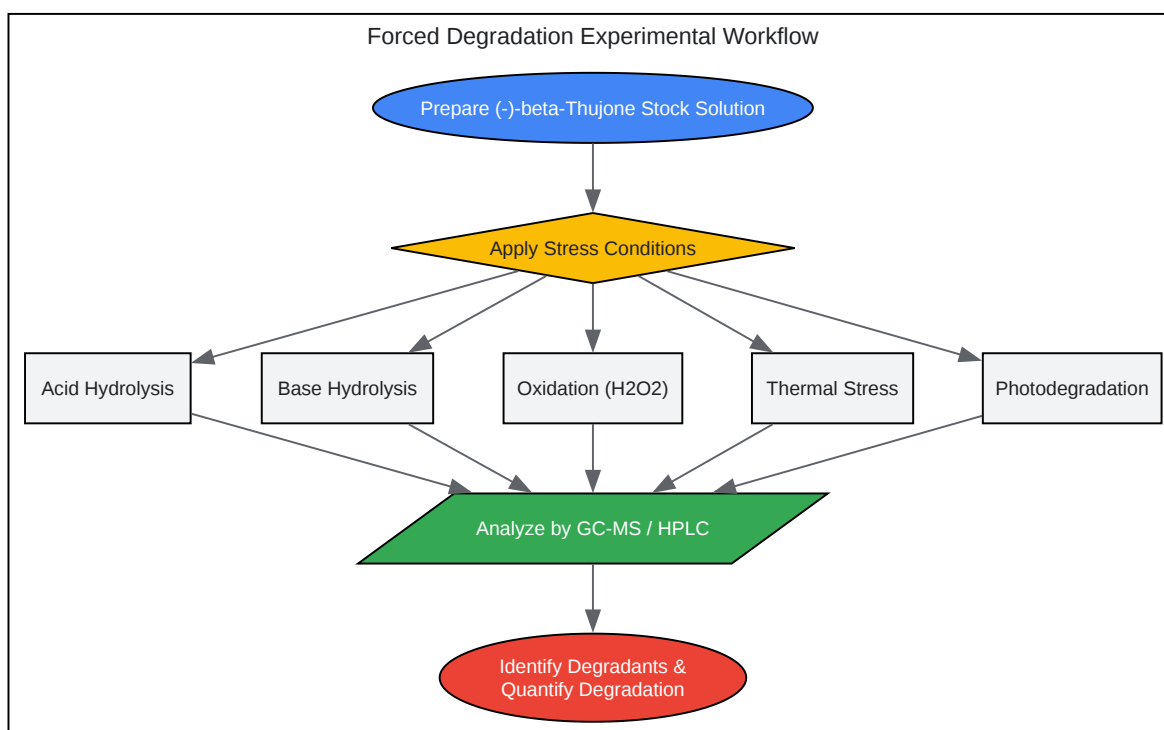 Forced Degradation Experimental Workflow
Prepare (-)-beta-Thujone Stock Solution
Apply Stress Conditions
Acid Hydrolysis
Base Hydrolysis
Oxidation (H2O2)
Thermal Stress
Photodegradation
Analyze by GC-MS / HPLC
Identify Degradants &
Quantify Degradation